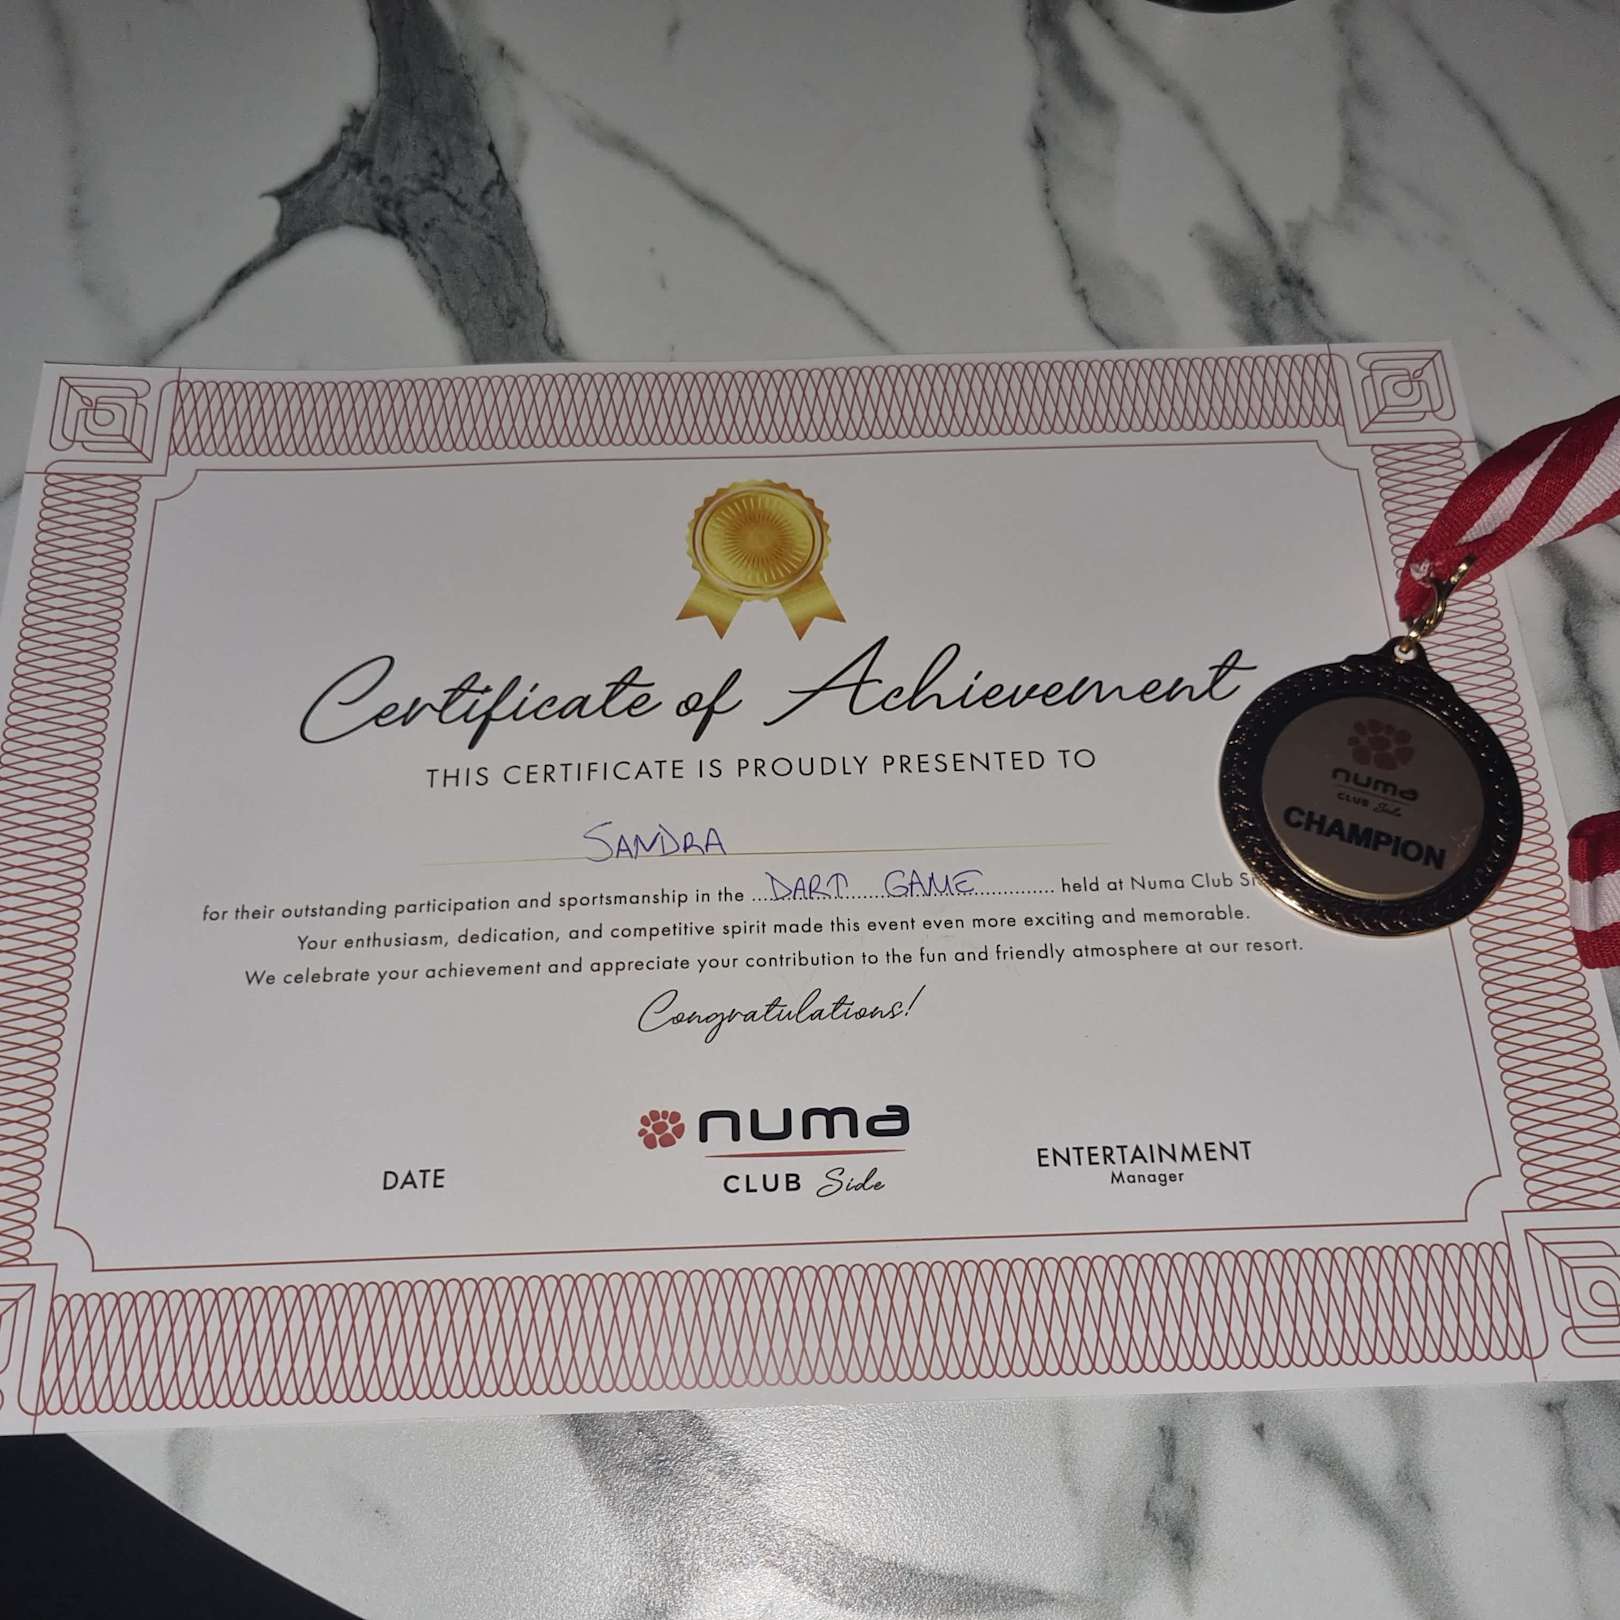 Certificate of Achievement
THIS CERTIFICATE IS PROUDLY PRESENTED TO
SANDRA
for their outstanding participation and sportsmanship in the ... DART GAME ... held at Numa Club Si
Your enthusiasm, dedication, and competitive spirit made this event even more exciting and memorable.
We celebrate your achievement and appreciate your contribution to the fun and friendly atmosphere at our resort.
Congratulations!
numa
CLUB Side
DATE
ENTERTAINMENT
Manager
numa
CLUB Side
CHAMPION